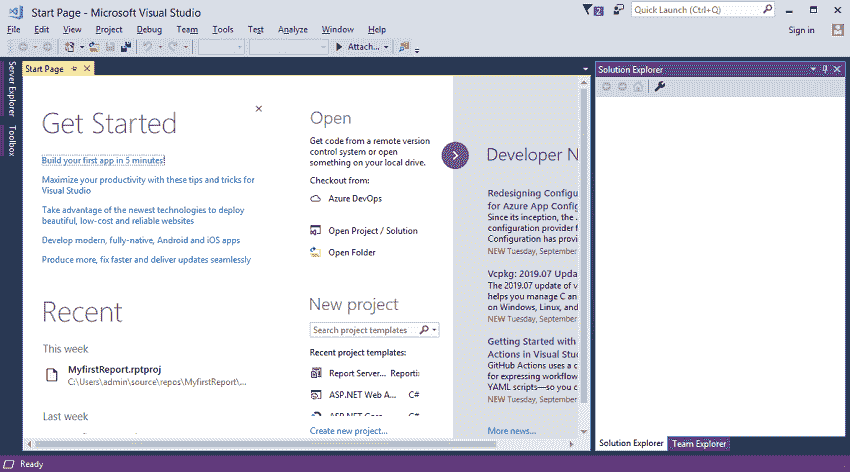 Start Page - Microsoft Visual Studio
2
Quick Launch (Ctrl+Q)
File Edit View Project Debug Team Tools Test Analyze Window Help
Sign in
Attach...
Server Explorer
Toolbox
Start Page
Get Started
Build your first app in 5 minutes!
Maximize your productivity with these tips and tricks for
Visual Studio
Take advantage of the newest technologies to deploy
beautiful, low-cost and reliable websites
Develop modern, fully-native, Android and iOS apps
Produce more, fix faster and deliver updates seamlessly
Recent
This week
MyfirstReport.rptproj
C:\Users\admin\source\repos\MyfirstReport\...
Last week
Open
Get code from a remote version
control system or open
something on your local drive.
Checkout from:
Azure DevOps
Open Project / Solution
Open Folder
New project
Search project templates
Recent project templates:
Report Server... Reporti
ASP.NET Web A... C#
ASP.NET Core C#
Create new project...
Developer N
Redesigning Configu
for Azure App Config
Since its inception, the .
configuration provider f
Configuration has provi
NEW Tuesday, September
Vcpkg: 2019.07 Updat
The 2019.07 update of v
helps you manage C an
on Windows, Linux, and
NEW Tuesday, September
Getting Started with
Actions in Visual Stud
GitHub Actions uses a c
for expressing workflow
YAML scripts—so you c
More news...
Solution Explorer
Solution Explorer Team Explorer
Ready